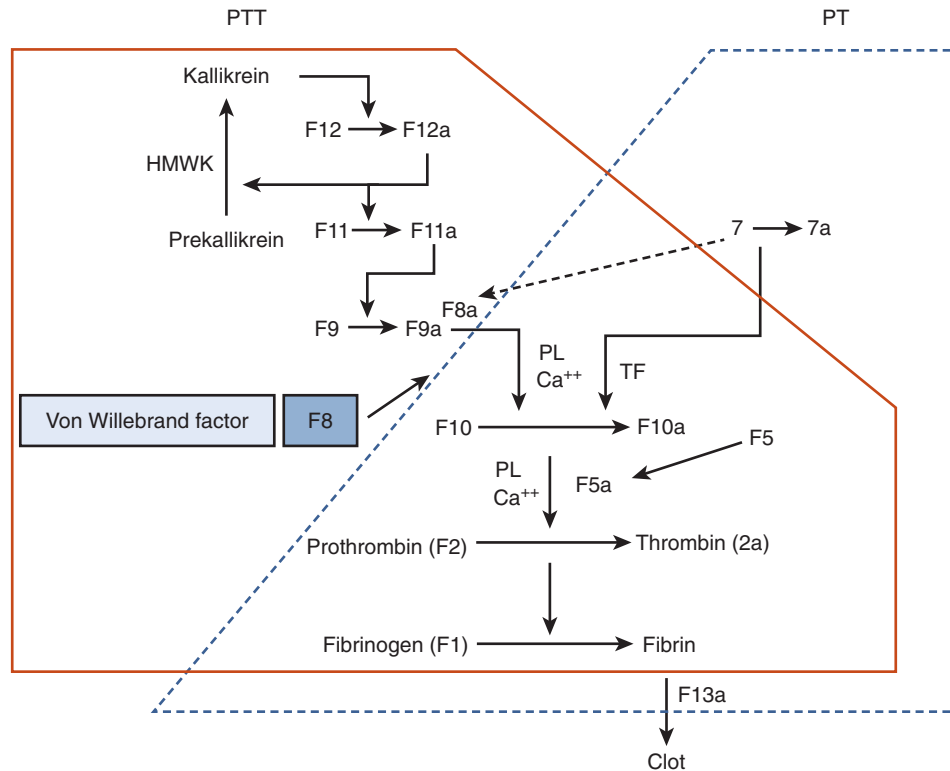 PTT
PT
Kallikrein
F12
F12a
HMWK
Prekallikrein
F11
F11a
7
7a
F8a
F9
F9a
PL
Ca⁺⁺
TF
Von Willebrand factor
F8
F10
F10a
F5
PL
Ca⁺⁺
F5a
Prothrombin (F2)
Thrombin (2a)
Fibrinogen (F1)
Fibrin
F13a
Clot